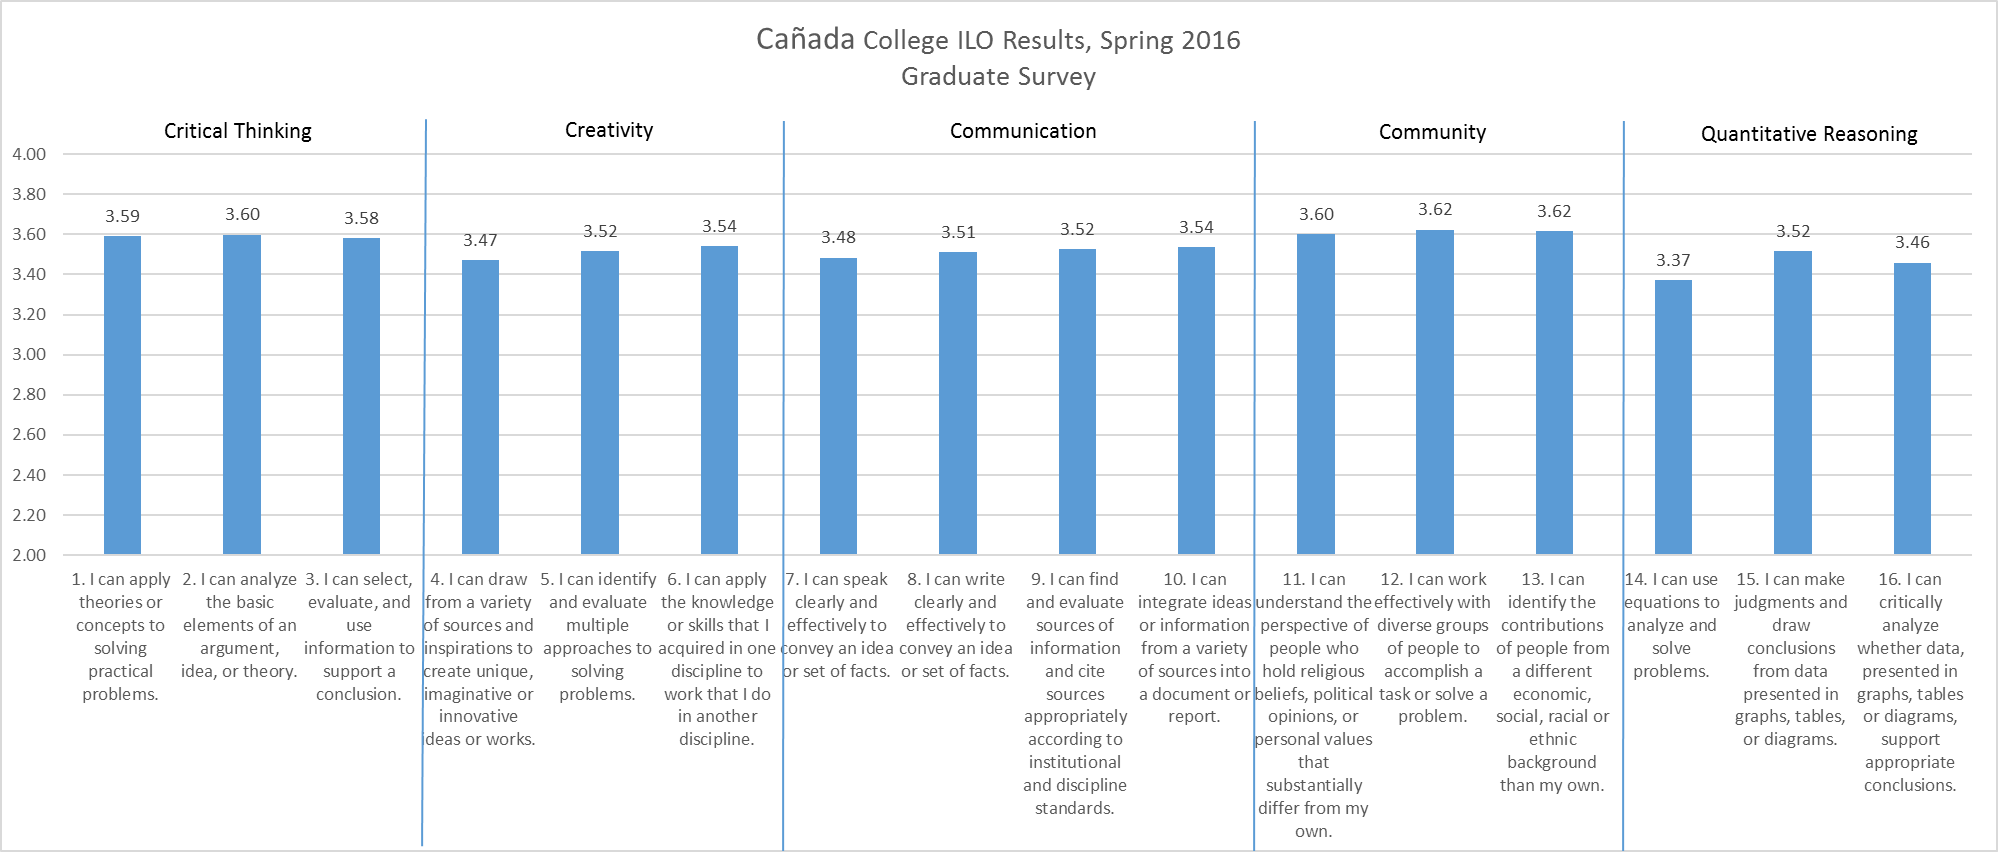 Cañada College ILO Results, Spring 2016
Graduate Survey
Critical Thinking
Creativity
Communication
Community
Quantitative Reasoning
4.00
3.80
3.60
3.40
3.20
3.00
2.80
2.60
2.40
2.20
2.00
3.59
3.60
3.58
3.47
3.52
3.54
3.48
3.51
3.52
3.54
3.60
3.62
3.62
3.37
3.52
3.46
1. I can apply
theories or
concepts to
solving
practical
problems.
2. I can analyze
the basic
elements of an
argument,
idea, or theory.
3. I can select,
evaluate, and
use
information to
support a
conclusion.
4. I can draw
from a variety
of sources and
inspirations to
create unique,
imaginative or
innovative
ideas or works.
5. I can identify
and evaluate
multiple
approaches to
solving
problems.
6. I can apply
the knowledge
or skills that I
acquired in one
discipline to
work that I do
in another
discipline.
7. I can speak
clearly and
effectively to
convey an idea
or set of facts.
8. I can write
clearly and
effectively to
convey an idea
or set of facts.
9. I can find
and evaluate
sources of
information
and cite
sources
appropriately
according to
institutional
and discipline
standards.
10. I can
integrate ideas
or information
from a variety
of sources into
a document or
report.
11. I can
understand the
perspective of
people who
hold religious
beliefs, political
opinions, or
personal values
that
substantially
differ from my
own.
12. I can work
effectively with
diverse groups
of people to
accomplish a
task or solve a
problem.
13. I can
identify the
contributions
of people from
a different
economic,
social, racial or
ethnic
background
than my own.
14. I can use
equations to
analyze and
solve
problems.
15. I can make
judgments and
draw
conclusions
from data
presented in
graphs, tables,
or diagrams.
16. I can
critically
analyze
whether data,
presented in
graphs, tables
or diagrams,
support
appropriate
conclusions.